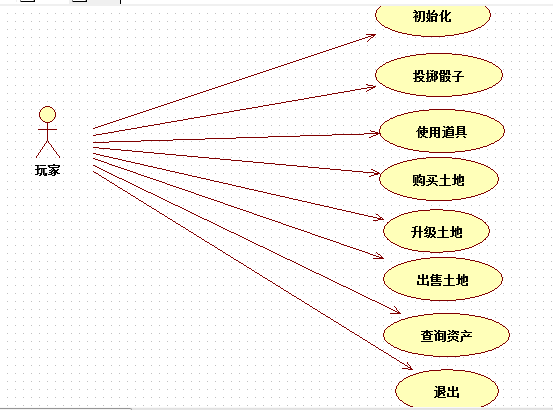 初始化
投掷骰子
使用道具
玩家
购买土地
升级土地
出售土地
查询资产
退出